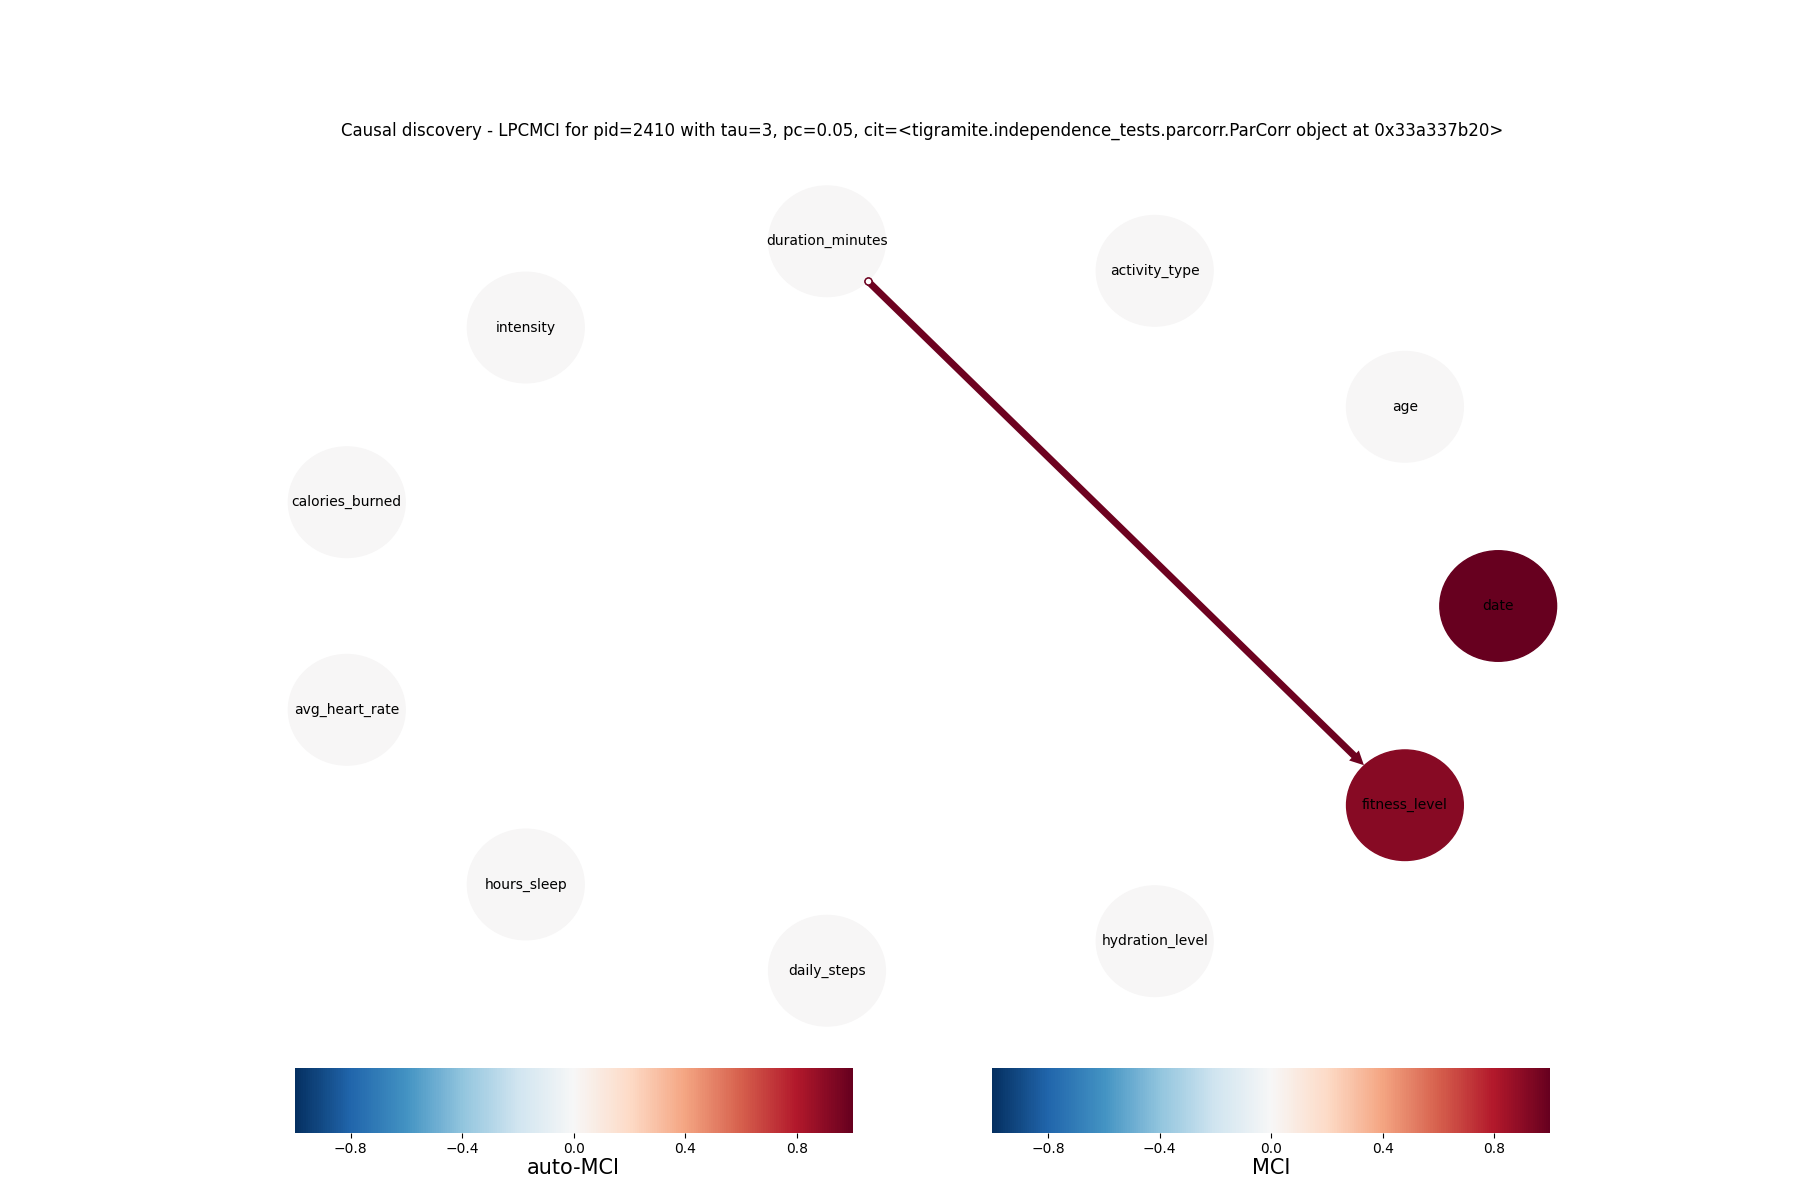 Causal discovery - LPCMCI for pid=2410 with tau=3, pc=0.05, cit=<tigramite.independence_tests.parcorr.ParCorr object at 0x33a337b20>
duration_minutes
activity_type
intensity
age
calories_burned
date
avg_heart_rate
fitness_level
hours_sleep
hydration_level
daily_steps
−0.8 −0.4 0.0 0.4 0.8
auto-MCI
−0.8 −0.4 0.0 0.4 0.8
MCI